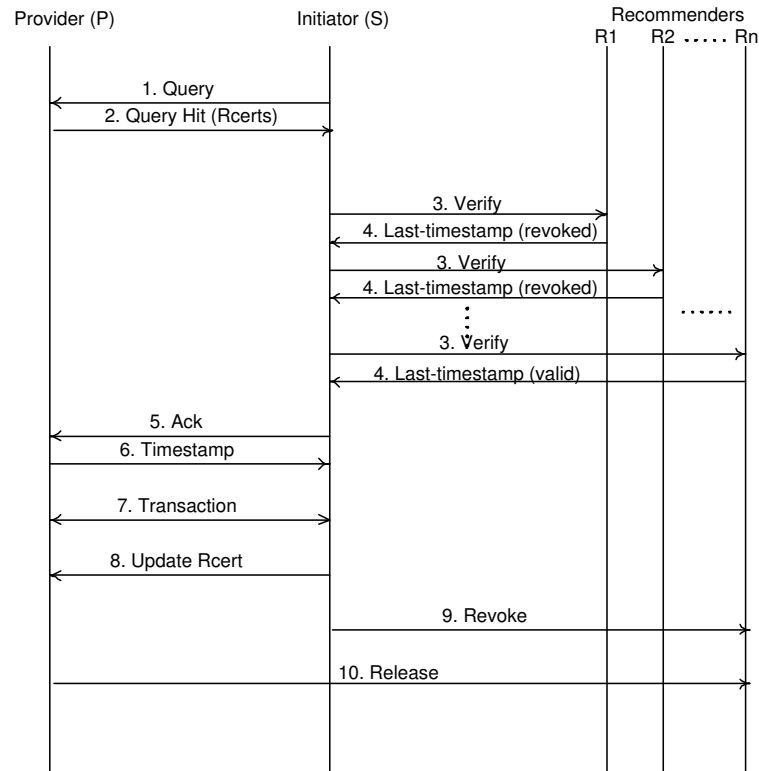 Provider (P) Initiator (S) Recommenders
R1 R2 ..... Rn
1. Query
2. Query Hit (Rcerts)
3. Verify
4. Last-timestamp (revoked)
3. Verify
4. Last-timestamp (revoked)
3. Verify
4. Last-timestamp (valid)
5. Ack
6. Timestamp
7. Transaction
8. Update Rcert
9. Revoke
10. Release